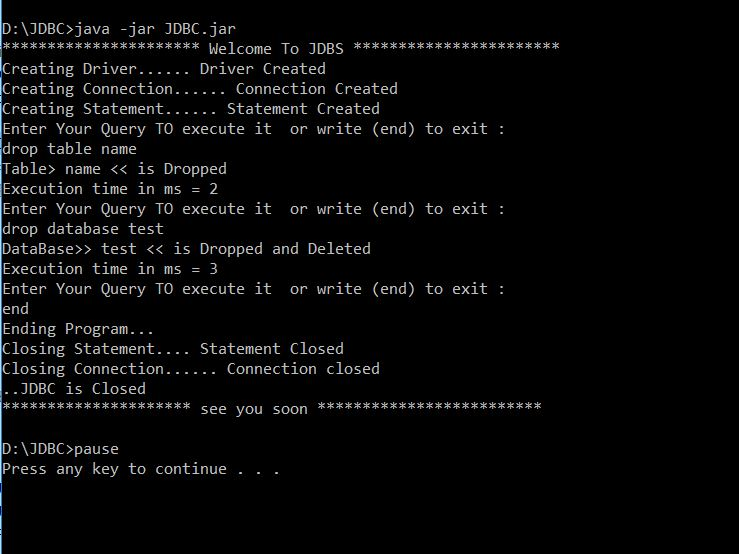 D:\JDBC>java -jar JDBC.jar
********************** Welcome To JDBS ***********************
Creating Driver...... Driver Created
Creating Connection...... Connection Created
Creating Statement...... Statement Created
Enter Your Query TO execute it  or write (end) to exit :
drop table name
Table> name << is Dropped
Execution time in ms = 2
Enter Your Query TO execute it  or write (end) to exit :
drop database test
DataBase>> test << is Dropped and Deleted
Execution time in ms = 3
Enter Your Query TO execute it  or write (end) to exit :
end
Ending Program...
Closing Statement.... Statement Closed
Closing Connection...... Connection closed
..JDBC is Closed
********************* see you soon *************************
D:\JDBC>pause
Press any key to continue . . .